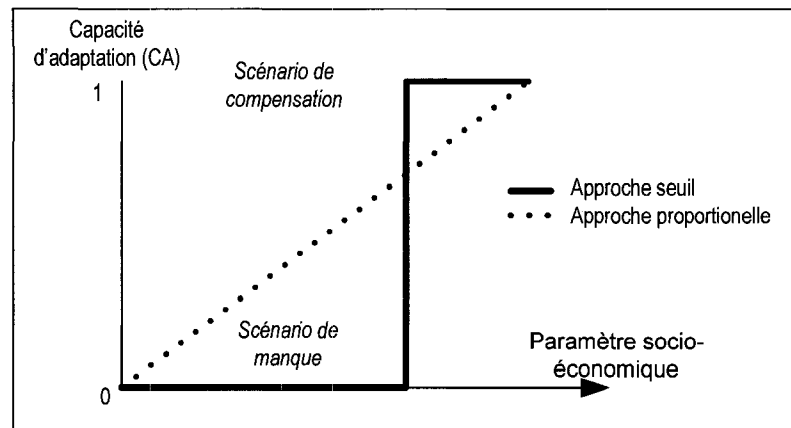 Capacité
d'adaptation (CA)
Scénario de
compensation
1
Approche seuil
Approche proportionelle
Scénario de
manque
Paramètre socio-
économique
0